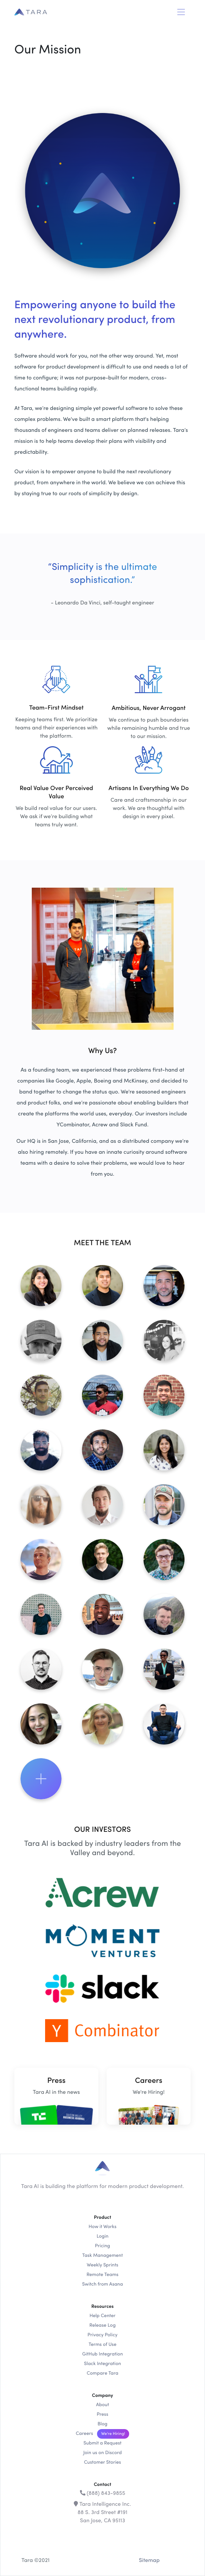 TARA
Our Mission
Empowering anyone to build the
next revolutionary product, from
anywhere.
Software should work for you, not the other way around. Yet, most
software for product development is difficult to use and needs a lot of
time to configure; it was not purpose-built for modern, cross-
functional teams building rapidly.
At Tara, we're designing simple yet powerful software to solve these
complex problems. We've built a smart platform that's helping
thousands of engineers and teams deliver on planned releases. Tara's
mission is to help teams develop their plans with visibility and
predictability.
Our vision is to empower anyone to build the next revolutionary
product, from anywhere in the world. We believe we can achieve this
by staying true to our roots of simplicity by design.
“Simplicity is the ultimate
sophistication.”
- Leonardo Da Vinci, self-taught engineer
Team-First Mindset
Keeping teams first. We prioritize
teams and their experiences with
the platform.
Ambitious, Never Arrogant
We continue to push boundaries
while remaining humble and true
to our mission.
Real Value Over Perceived
Value
We build real value for our users.
We ask if we're building what
teams truly want.
Artisans In Everything We Do
Care and craftsmanship in our
work. We are thoughtful with
design in every pixel.
Why Us?
As a founding team, we experienced these problems first-hand at
companies like Google, Apple, Boeing and McKinsey, and decided to
band together to change the status quo. We're seasoned engineers
and product folks, and we're passionate about enabling builders that
create the platforms the world uses, everyday. Our investors include
YCombinator, Acrew and Slack Fund.
Our HQ is in San Jose, California, and as a distributed company we're
also hiring remotely. If you have an innate curiosity around software
teams with a desire to solve their problems, we would love to hear
from you.
MEET THE TEAM
OUR INVESTORS
Tara AI is backed by industry leaders from the
Valley and beyond.
Acrew
MOMENT
VENTURES
slack
Y Combinator
Press
Tara AI in the news
Careers
We're Hiring!
Tara AI is building the platform for modern product development.
Product
How it Works
Login
Pricing
Task Management
Weekly Sprints
Remote Teams
Switch from Asana
Resources
Help Center
Release Log
Privacy Policy
Terms of Use
GitHub Integration
Slack Integration
Compare Tara
Company
About
Press
Blog
Careers We're Hiring!
Submit a Request
Join us on Discord
Customer Stories
Contact
(888) 843-9855
Tara Intelligence Inc.
88 S. 3rd Street #191
San Jose, CA 95113
Tara ©2021
Sitemap